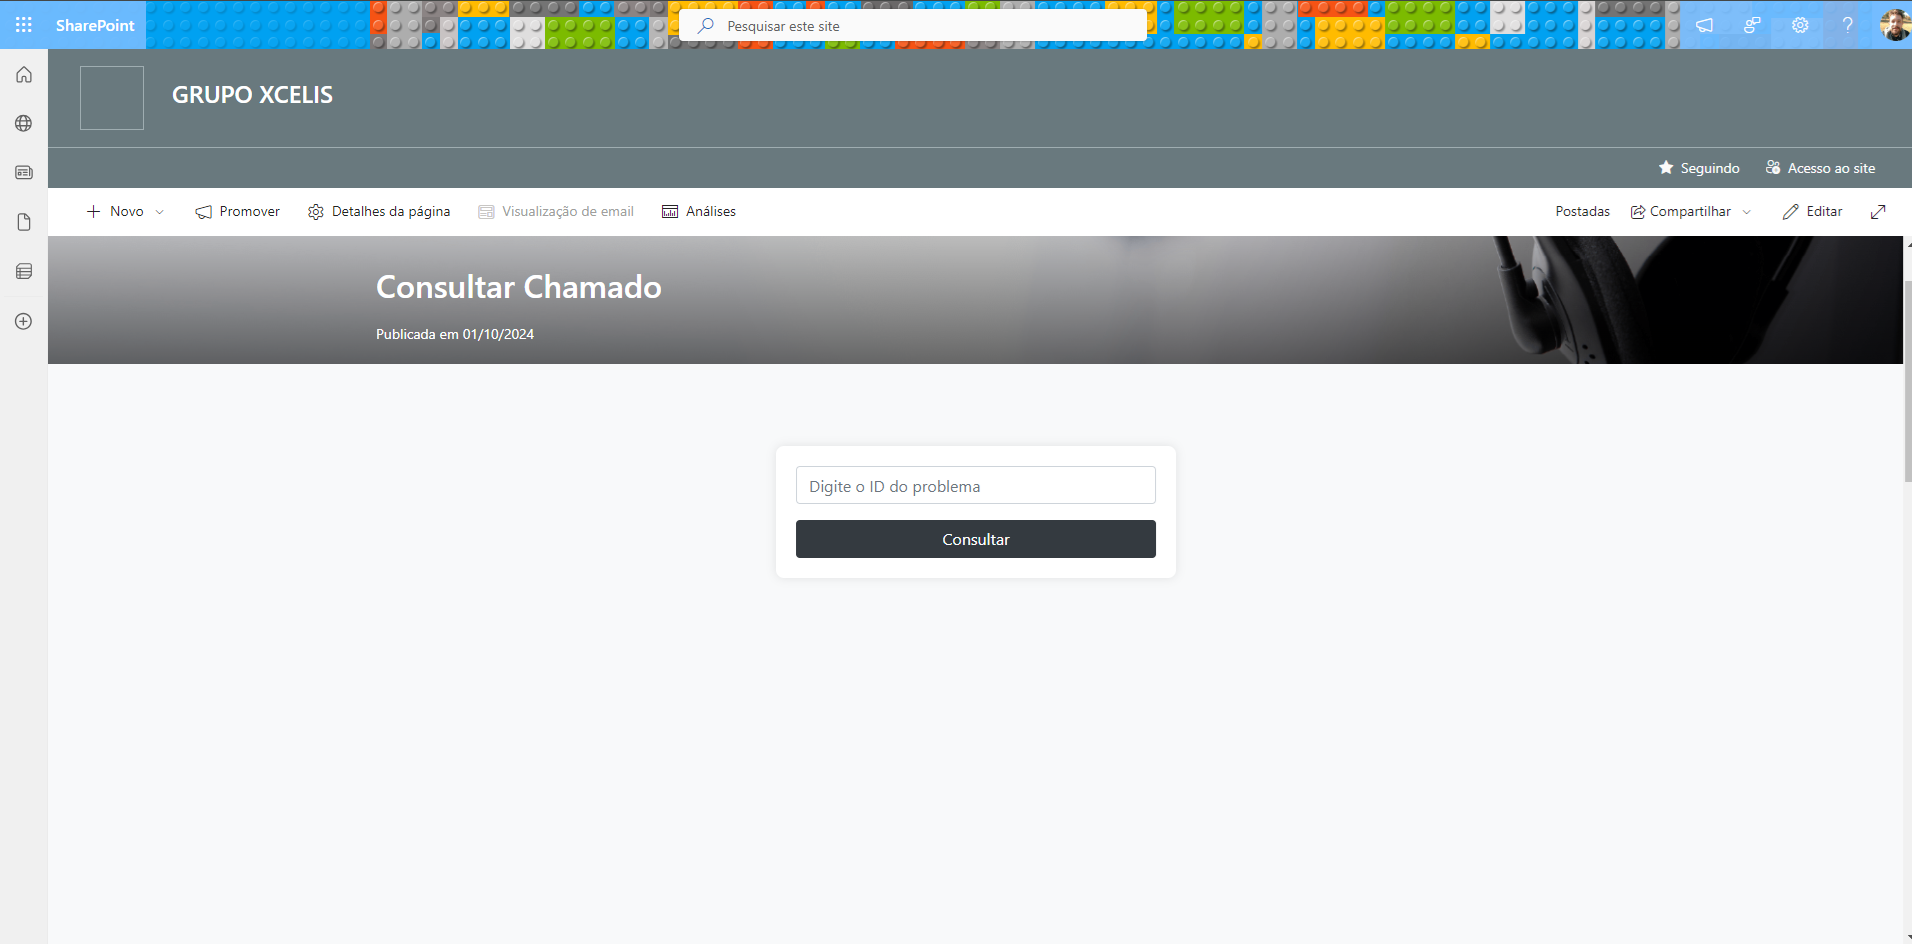 SharePoint
Pesquisar este site
GRUPO XCELIS
Seguindo
Acesso ao site
Novo
Promover
Detalhes da página
Visualização de email
Análises
Postadas
Compartilhar
Editar
Consultar Chamado
Publicada em 01/10/2024
Digite o ID do problema
Consultar